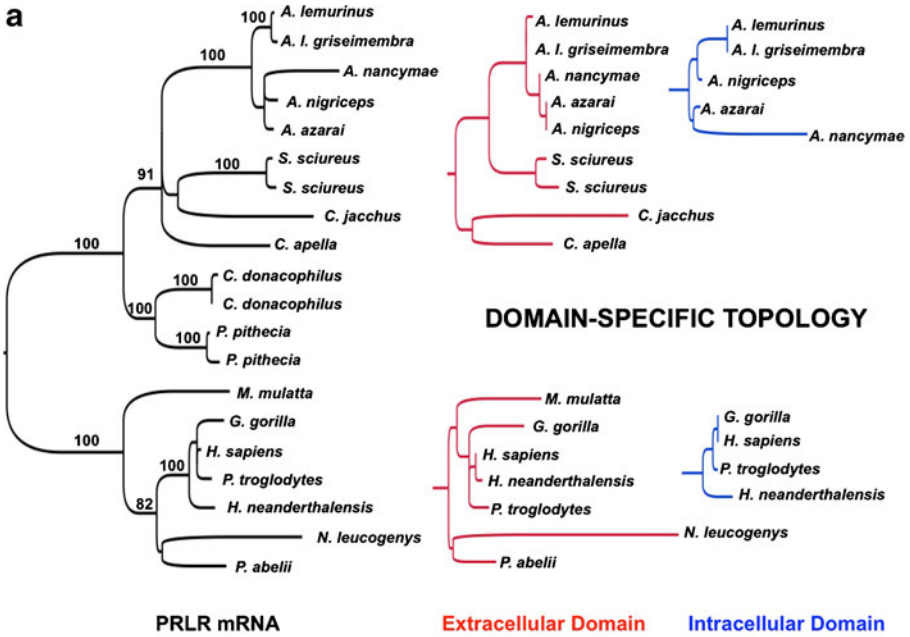 a
100
A. lemurinus
A. l. griseimembra
100
A. nancymae
A. nigriceps
A. azarai
100
S. sciureus
S. sciureus
91
C. jacchus
C. apella
100
100
C. donacophilus
C. donacophilus
100
100
P. pithecia
P. pithecia
M. mulatta
100
G. gorilla
100
H. sapiens
P. troglodytes
H. neanderthalensis
82
N. leucogenys
P. abelii
PRLR mRNA
A. lemurinus
A. l. griseimembra
A. nancymae
A. azarai
A. nigriceps
S. sciureus
S. sciureus
C. jacchus
C. apella
A. lemurinus
A. l. griseimembra
A. nigriceps
A. azarai
A. nancymae
DOMAIN-SPECIFIC TOPOLOGY
M. mulatta
G. gorilla
H. sapiens
H. neanderthalensis
P. troglodytes
N. leucogenys
P. abelii
Extracellular Domain
G. gorilla
H. sapiens
P. troglodytes
H. neanderthalensis
Intracellular Domain